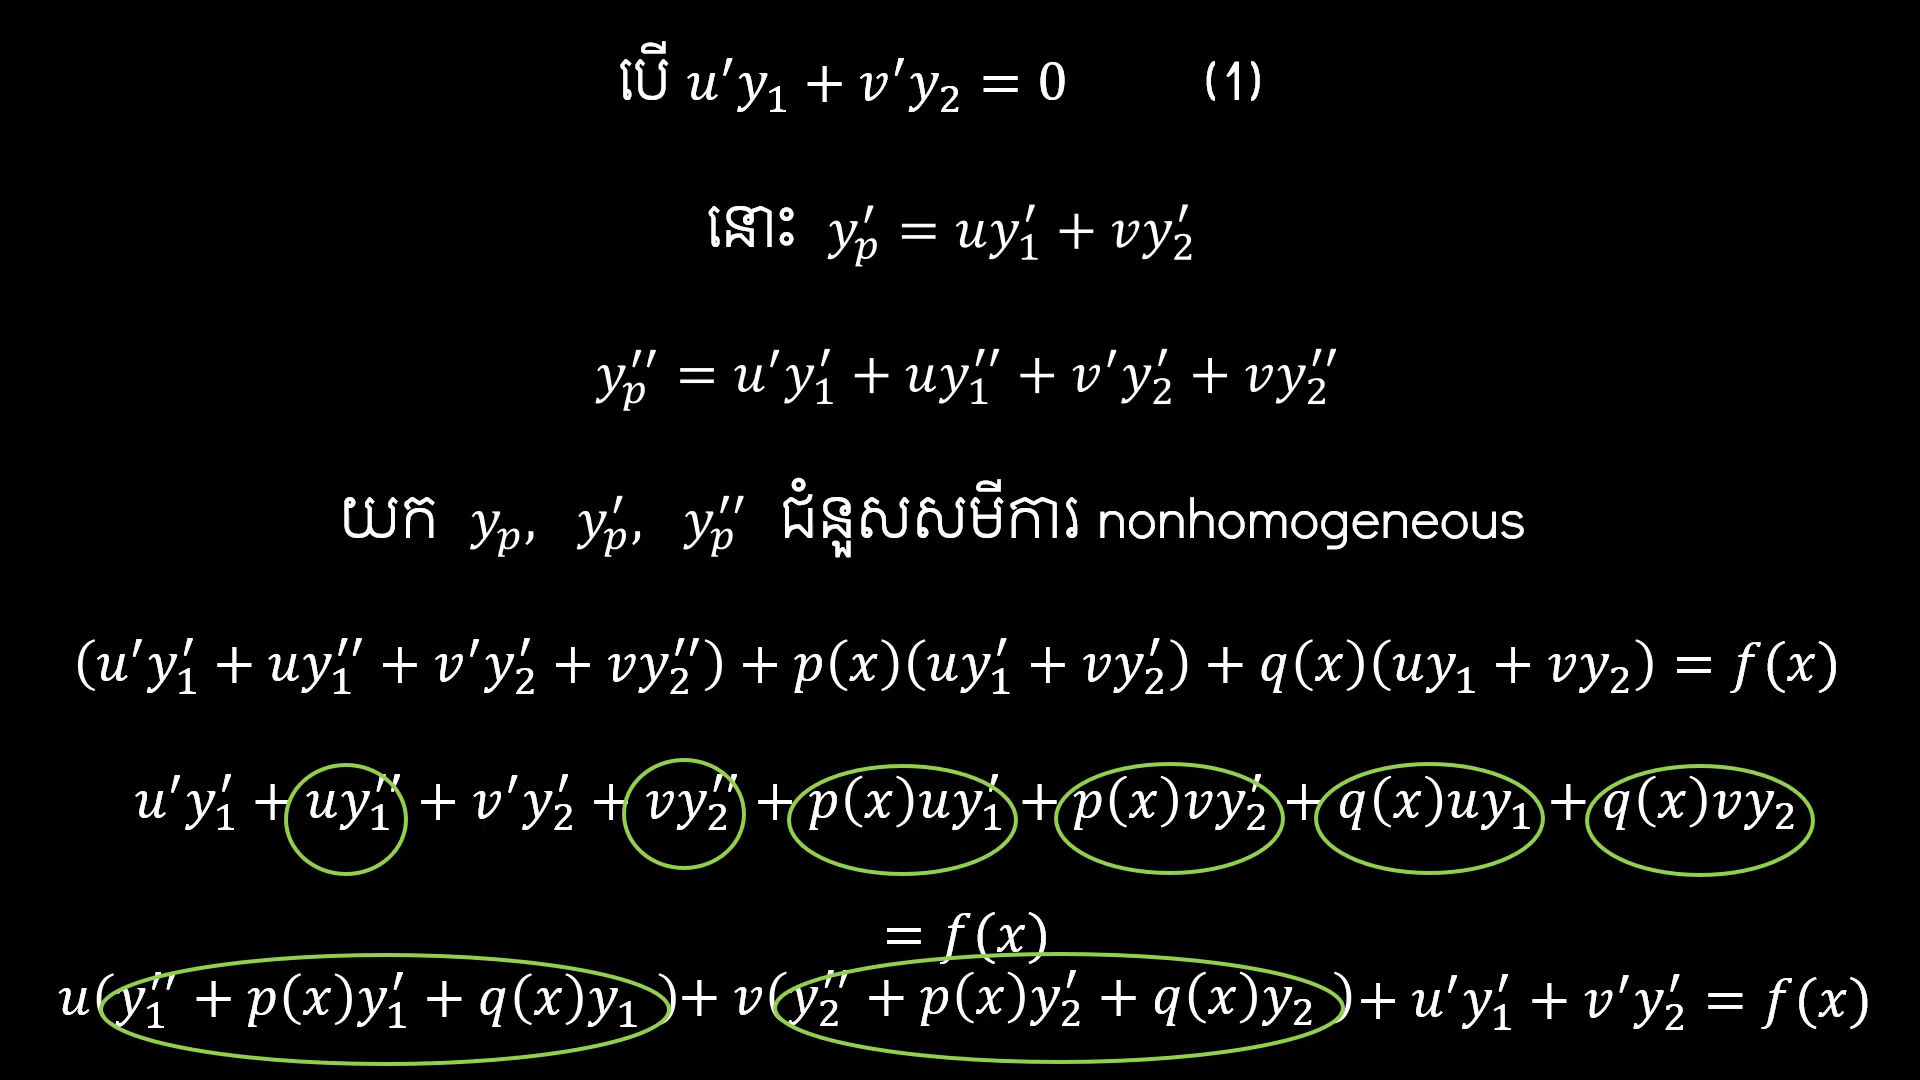 បើ u′y₁ + v′y₂ = 0 (1)
នោះ y′ₚ = uy′₁ + vy′₂
y″ₚ = u′y′₁ + uy″₁ + v′y′₂ + vy″₂
យក yₚ, y′ₚ, y″ₚ ជំនួសសមីការ nonhomogeneous
(u′y′₁ + uy″₁ + v′y′₂ + vy″₂) + p(x)(uy′₁ + vy′₂) + q(x)(uy₁ + vy₂) = f(x)
u′y′₁ + uy″₁ + v′y′₂ + vy″₂ + p(x)uy′₁ + p(x)vy′₂ + q(x)uy₁ + q(x)vy₂
= f(x)
u(y″₁ + p(x)y′₁ + q(x)y₁ )+ v(y″₂ + p(x)y′₂ + q(x)y₂ )+ u′y′₁ + v′y′₂ = f(x)